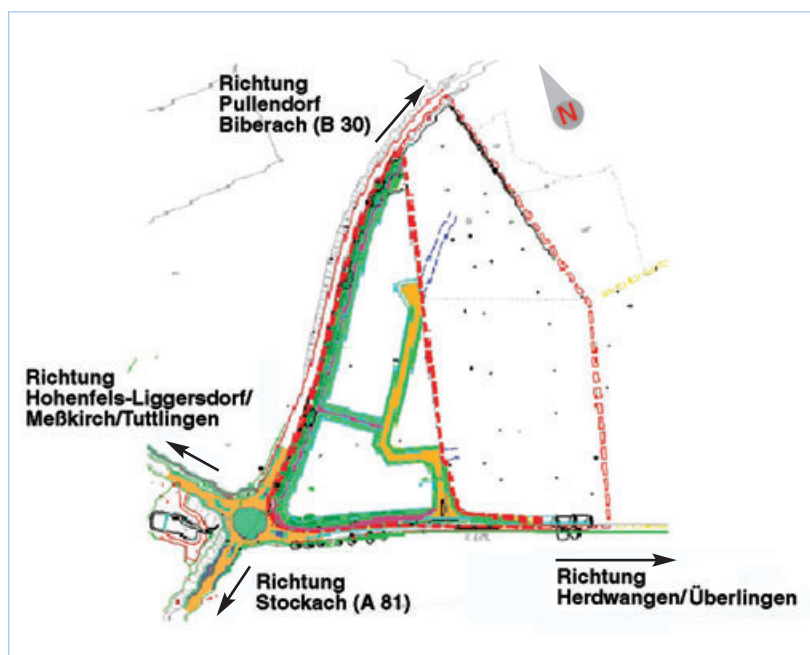 Richtung
Pullendorf
Biberach (B 30)
N
Richtung
Hohenfels-Liggersdorf/
Meßkirch/Tuttlingen
Richtung
Stockach (A 81)
Richtung
Herdwangen/Überlingen